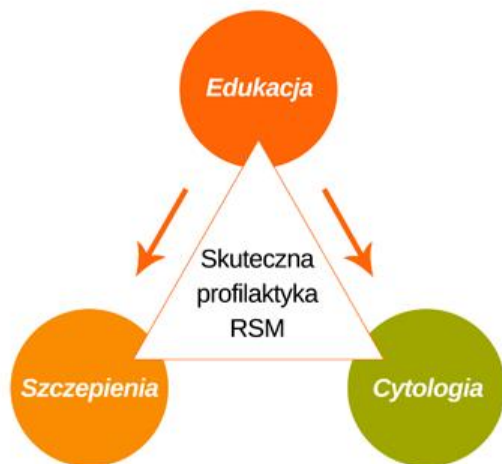 Edukacja
Skuteczna
profilaktyka
RSM
Szczepienia
Cytologia